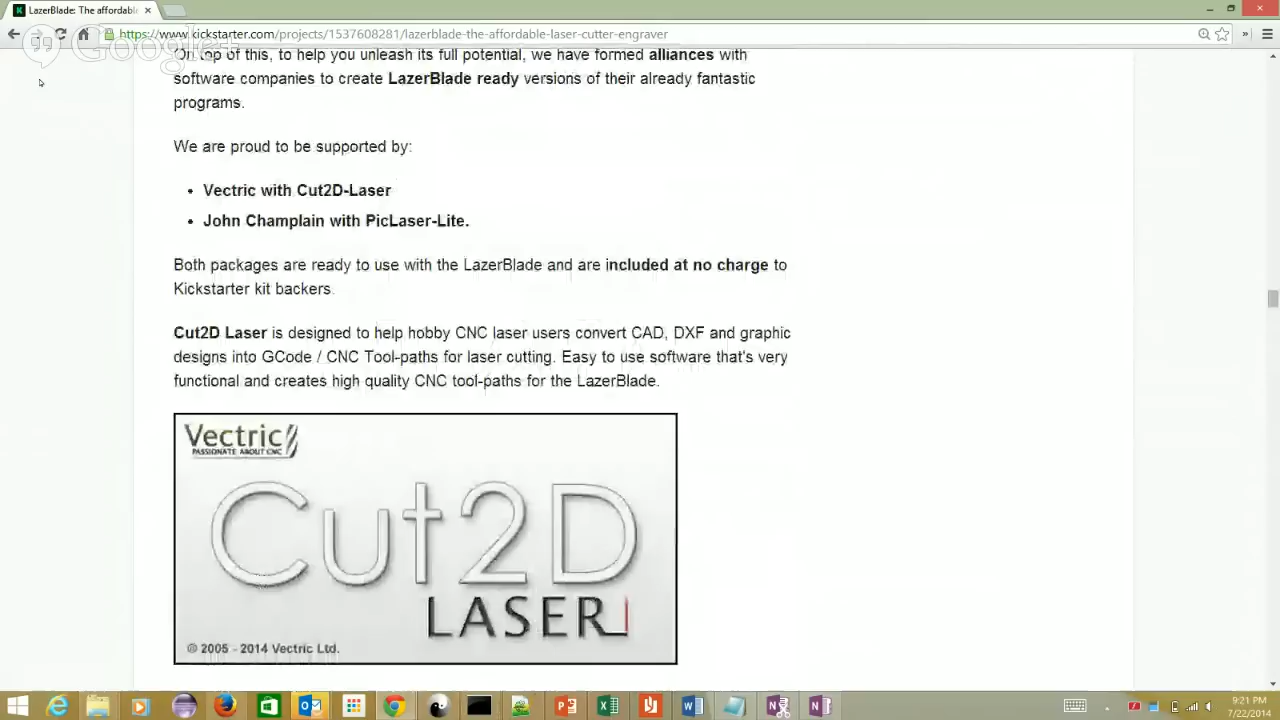 LazerBlade: The affordabl
https://www.kickstarter.com/projects/1537608281/lazerblade-the-affordable-laser-cutter-engraver
Google+
On top of this, to help you unleash its full potential, we have formed alliances with
software companies to create LazerBlade ready versions of their already fantastic
programs.
We are proud to be supported by:
Vectric with Cut2D-Laser
John Champlain with PicLaser-Lite.
Both packages are ready to use with the LazerBlade and are included at no charge to
Kickstarter kit backers.
Cut2D Laser is designed to help hobby CNC laser users convert CAD, DXF and graphic
designs into GCode / CNC Tool-paths for laser cutting. Easy to use software that's very
functional and creates high quality CNC tool-paths for the LazerBlade.
Vectric
PASSIONATE ABOUT CNC
Cut2D
LASER
© 2005 - 2014 Vectric Ltd.
9:21 PM
7/22/2014